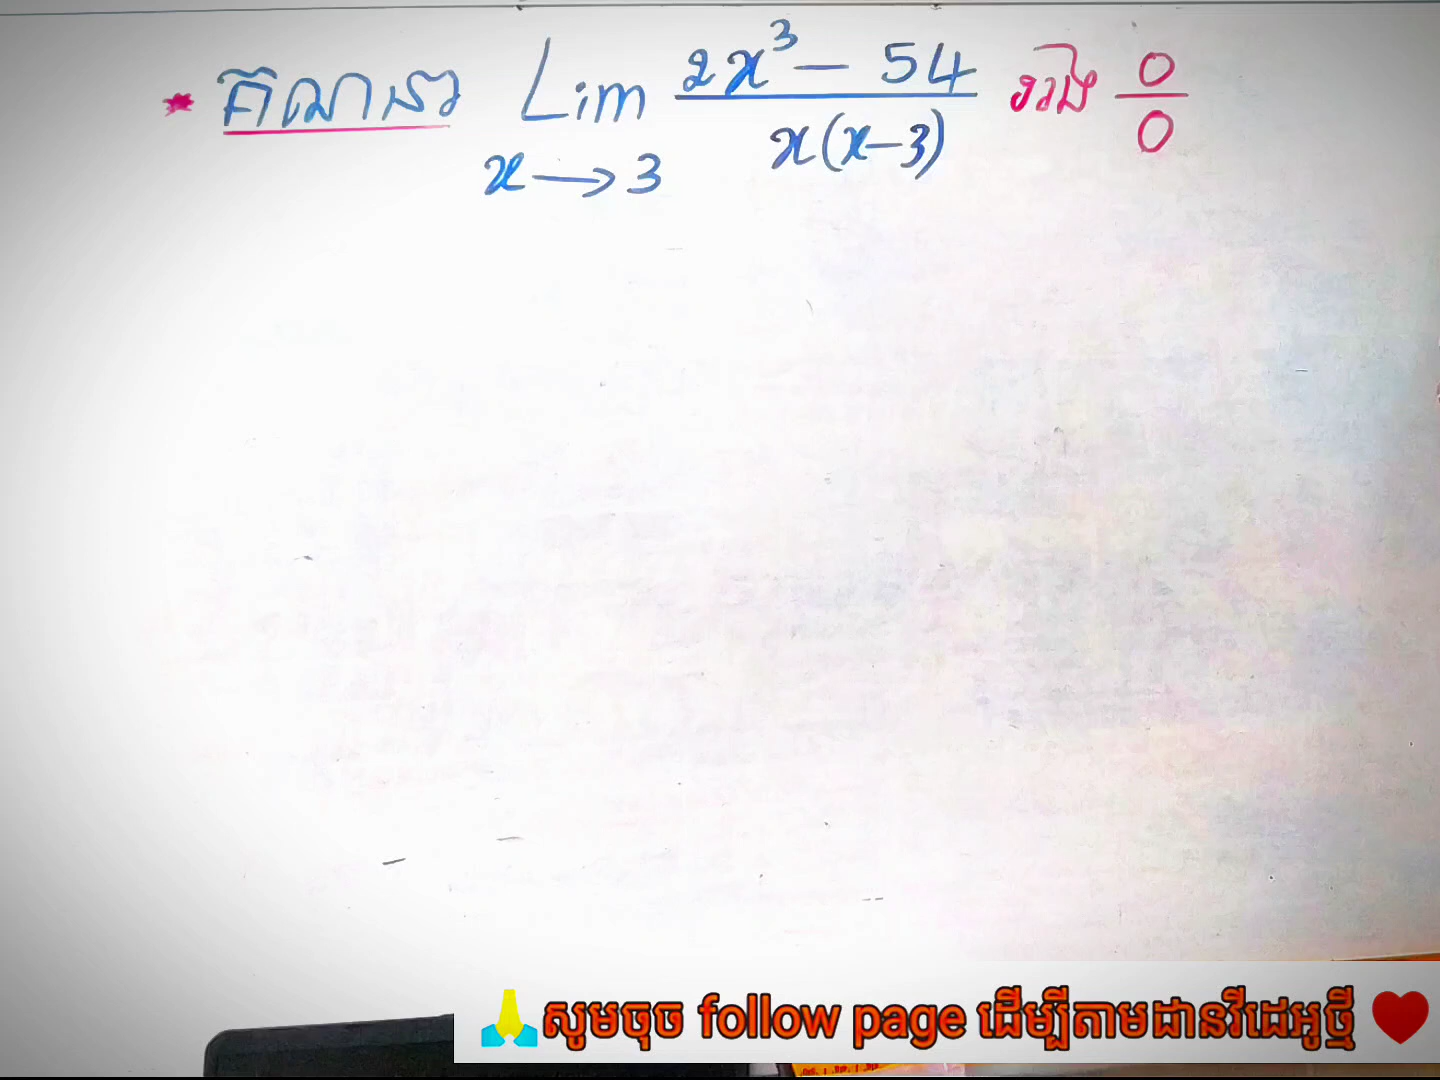 * គណនា Lim 2x³ - 54 រាង 0
x → 3 x(x-3) 0
🙏សូមចុច follow page ដើម្បីតាមដានវីដេអូថ្មី ❤️